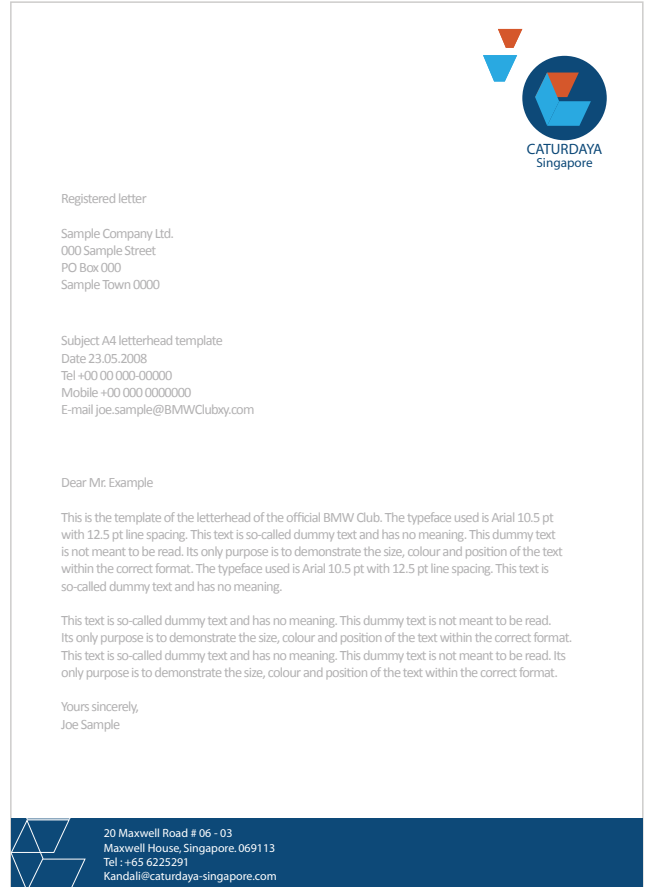 CATURDAYA
Singapore
Registered letter
Sample Company Ltd.
000 Sample Street
PO Box 000
Sample Town 0000
Subject A4 letterhead template
Date 23.05.2008
Tel +00 00 000-00000
Mobile +00 000 0000000
E-mail joe.sample@BMWClubxy.com
Dear Mr. Example
This is the template of the letterhead of the official BMW Club. The typeface used is Arial 10.5 pt
with 12.5 pt line spacing. This text is so-called dummy text and has no meaning. This dummy text
is not meant to be read. Its only purpose is to demonstrate the size, colour and position of the text
within the correct format. The typeface used is Arial 10.5 pt with 12.5 pt line spacing. This text is
so-called dummy text and has no meaning.
This text is so-called dummy text and has no meaning. This dummy text is not meant to be read.
Its only purpose is to demonstrate the size, colour and position of the text within the correct format.
This text is so-called dummy text and has no meaning. This dummy text is not meant to be read. Its
only purpose is to demonstrate the size, colour and position of the text within the correct format.
Yours sincerely,
Joe Sample
20 Maxwell Road # 06 - 03
Maxwell House, Singapore. 069113
Tel : +65 6225291
Kandali@caturdaya-singapore.com